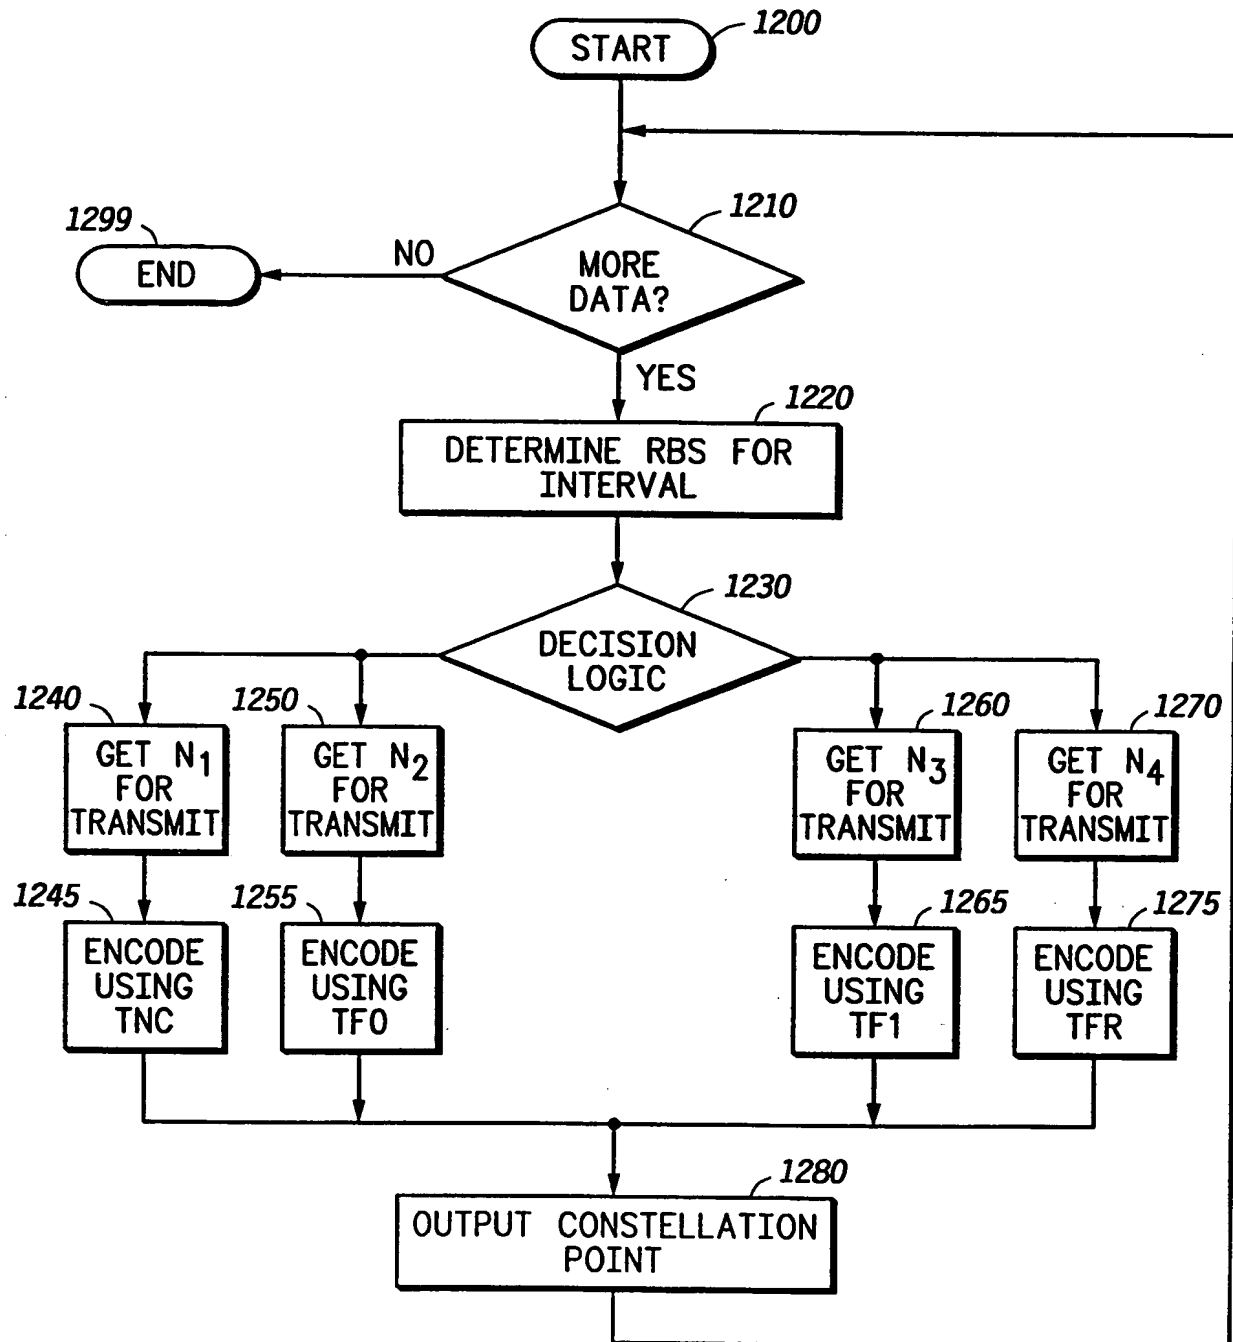 1200
START
1210
1299
NO
END
MORE
DATA?
YES
1220
DETERMINE RBS FOR
INTERVAL
1230
DECISION
LOGIC
1240
GET N1
FOR
TRANSMIT
1250
GET N2
FOR
TRANSMIT
1260
GET N3
FOR
TRANSMIT
1270
GET N4
FOR
TRANSMIT
1245
ENCODE
USING
TNC
1255
ENCODE
USING
TF0
1265
ENCODE
USING
TF1
1275
ENCODE
USING
TFR
1280
OUTPUT CONSTELLATION
POINT